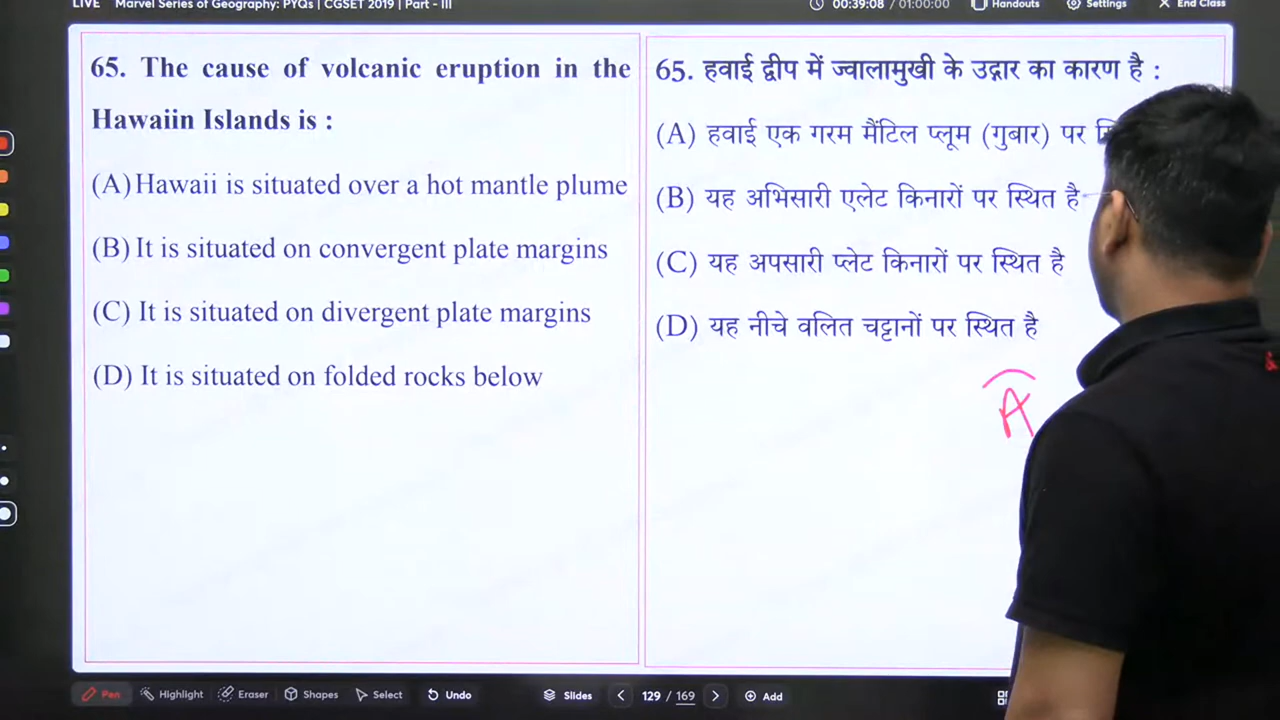 LIVE Marvel Series of Geography: PYQs | CGSET 2019 | Part - III 00:39:08 / 01:00:00 Handouts Settings End Class
65. The cause of volcanic eruption in the
Hawaiin Islands is :
(A) Hawaii is situated over a hot mantle plume
(B) It is situated on convergent plate margins
(C) It is situated on divergent plate margins
(D) It is situated on folded rocks below
65. हवाई द्वीप में ज्वालामुखी के उद्गार का कारण है :
(A) हवाई एक गरम मैंटिल प्लूम (गुबार) पर
(B) यह अभिसारी एलेट किनारों पर स्थित है
(C) यह अपसारी प्लेट किनारों पर स्थित है
(D) यह नीचे वलित चट्टानों पर स्थित है
A
Pen Highlight Eraser Shapes Select Undo Slides 129 / 169 Add